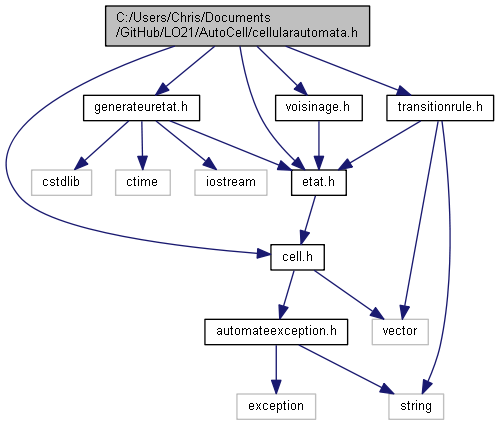 C:/Users/Chris/Documents
/GitHub/LO21/AutoCell/cellularautomata.h
generateuretat.h
voisinage.h
transitionrule.h
cstdlib
ctime
iostream
etat.h
cell.h
automateexception.h
vector
exception
string